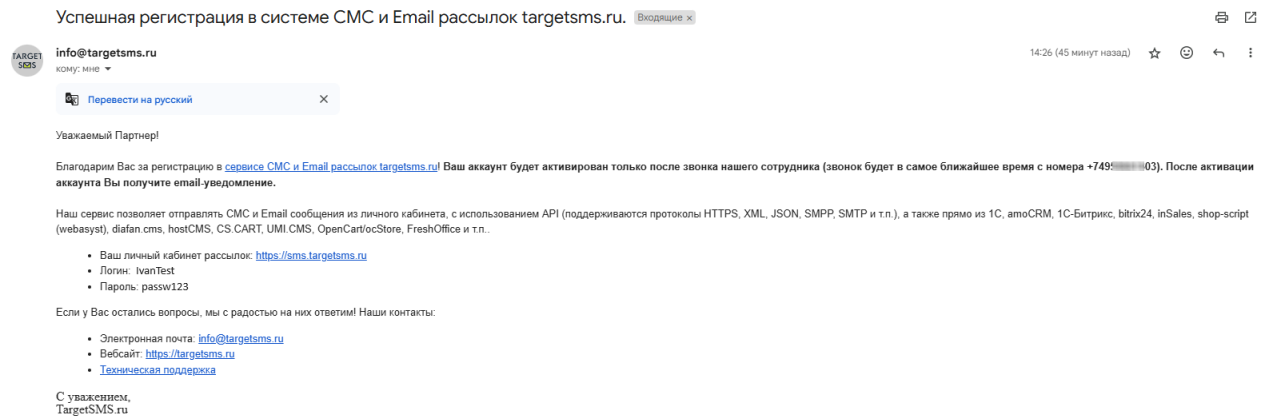 Успешная регистрация в системе СМС и Email рассылок targetsms.ru. Входящие ×
TARGET
SMS
info@targetsms.ru
14:26 (45 минут назад)
кому: мне
Перевести на русский
Уважаемый Партнер!
Благодарим Вас за регистрацию в сервисе СМС и Email рассылок targetsms.ru! Ваш аккаунт будет активирован только после звонка нашего сотрудника (звонок будет в самое ближайшее время с номера +749 03). После активации
аккаунта Вы получите email-уведомление.
Наш сервис позволяет отправлять СМС и Email сообщения из личного кабинета, с использованием API (поддерживаются протоколы HTTPS, XML, JSON, SMPP, SMTP и т.п.), а также прямо из 1С, amoCRM, 1С-Битрикс, bitrix24, inSales, shop-script
(webasyst), diafan.cms, hostCMS, CS.CART, UMI.CMS, OpenCart/ocStore, FreshOffice и т.п..
• Ваш личный кабинет рассылок: https://sms.targetsms.ru
• Логин: IvanTest
• Пароль: passw123
Если у Вас остались вопросы, мы с радостью на них ответим! Наши контакты:
• Электронная почта: info@targetsms.ru
• Вебсайт: https://targetsms.ru
• Техническая поддержка
С уважением,
TargetSMS.ru